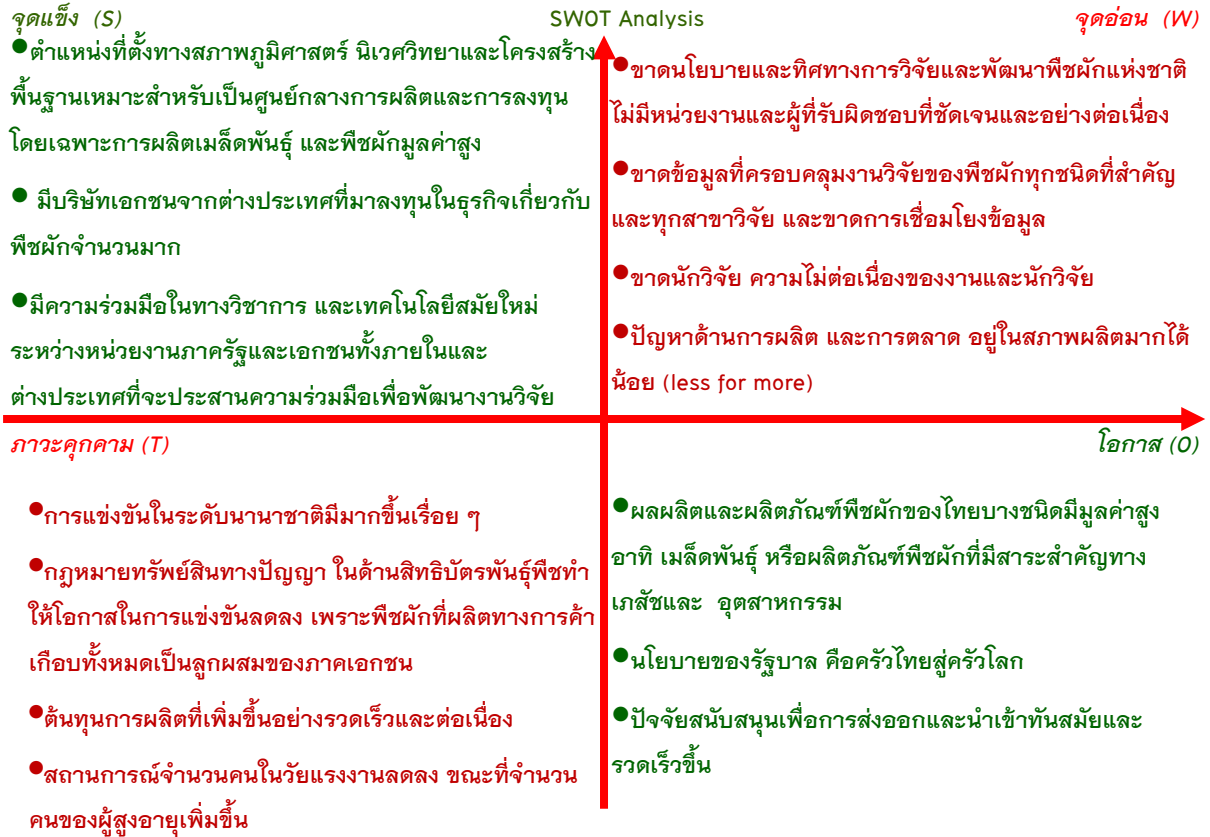 จุดแข็ง (S)
SWOT Analysis
จุดอ่อน (W)
●ตำแหน่งที่ตั้งทางสภาพภูมิศาสตร์ นิเวศวิทยาและโครงสร้าง
พื้นฐานเหมาะสำหรับเป็นศูนย์กลางการผลิตและการลงทุน
โดยเฉพาะการผลิตเมล็ดพันธุ์ และพืชผักมูลค่าสูง
● มีบริษัทเอกชนจากต่างประเทศที่มาลงทุนในธุรกิจเกี่ยวกับ
พืชผักจำนวนมาก
●มีความร่วมมือในทางวิชาการ และเทคโนโลยีสมัยใหม่
ระหว่างหน่วยงานภาครัฐและเอกชนทั้งภายในและ
ต่างประเทศที่จะประสานความร่วมมือเพื่อพัฒนางานวิจัย
●ขาดนโยบายและทิศทางการวิจัยและพัฒนาพืชผักแห่งชาติ
ไม่มีหน่วยงานและผู้ที่รับผิดชอบที่ชัดเจนและอย่างต่อเนื่อง
●ขาดข้อมูลที่ครอบคลุมงานวิจัยของพืชผักทุกชนิดที่สำคัญ
และทุกสาขาวิจัย และขาดการเชื่อมโยงข้อมูล
●ขาดนักวิจัย ความไม่ต่อเนื่องของงานและนักวิจัย
●ปัญหาด้านการผลิต และการตลาด อยู่ในสภาพผลิตมากได้
น้อย (less for more)
ภาวะคุกคาม (T)
โอกาส (O)
●การแข่งขันในระดับนานาชาติมีมากขึ้นเรื่อย ๆ
●กฎหมายทรัพย์สินทางปัญญา ในด้านสิทธิบัตรพันธุ์พืชทำ
ให้โอกาสในการแข่งขันลดลง เพราะพืชผักที่ผลิตทางการค้า
เกือบทั้งหมดเป็นลูกผสมของภาคเอกชน
●ต้นทุนการผลิตที่เพิ่มขึ้นอย่างรวดเร็วและต่อเนื่อง
●สถานการณ์จำนวนคนในวัยแรงงานลดลง ขณะที่จำนวน
คนของผู้สูงอายุเพิ่มขึ้น
●ผลผลิตและผลิตภัณฑ์พืชผักของไทยบางชนิดมีมูลค่าสูง
อาทิ เมล็ดพันธุ์ หรือผลิตภัณฑ์พืชผักที่มีสาระสำคัญทาง
เภสัชและ อุตสาหกรรม
●นโยบายของรัฐบาล คือครัวไทยสู่ครัวโลก
●ปัจจัยสนับสนุนเพื่อการส่งออกและนำเข้าทันสมัยและ
รวดเร็วขึ้น